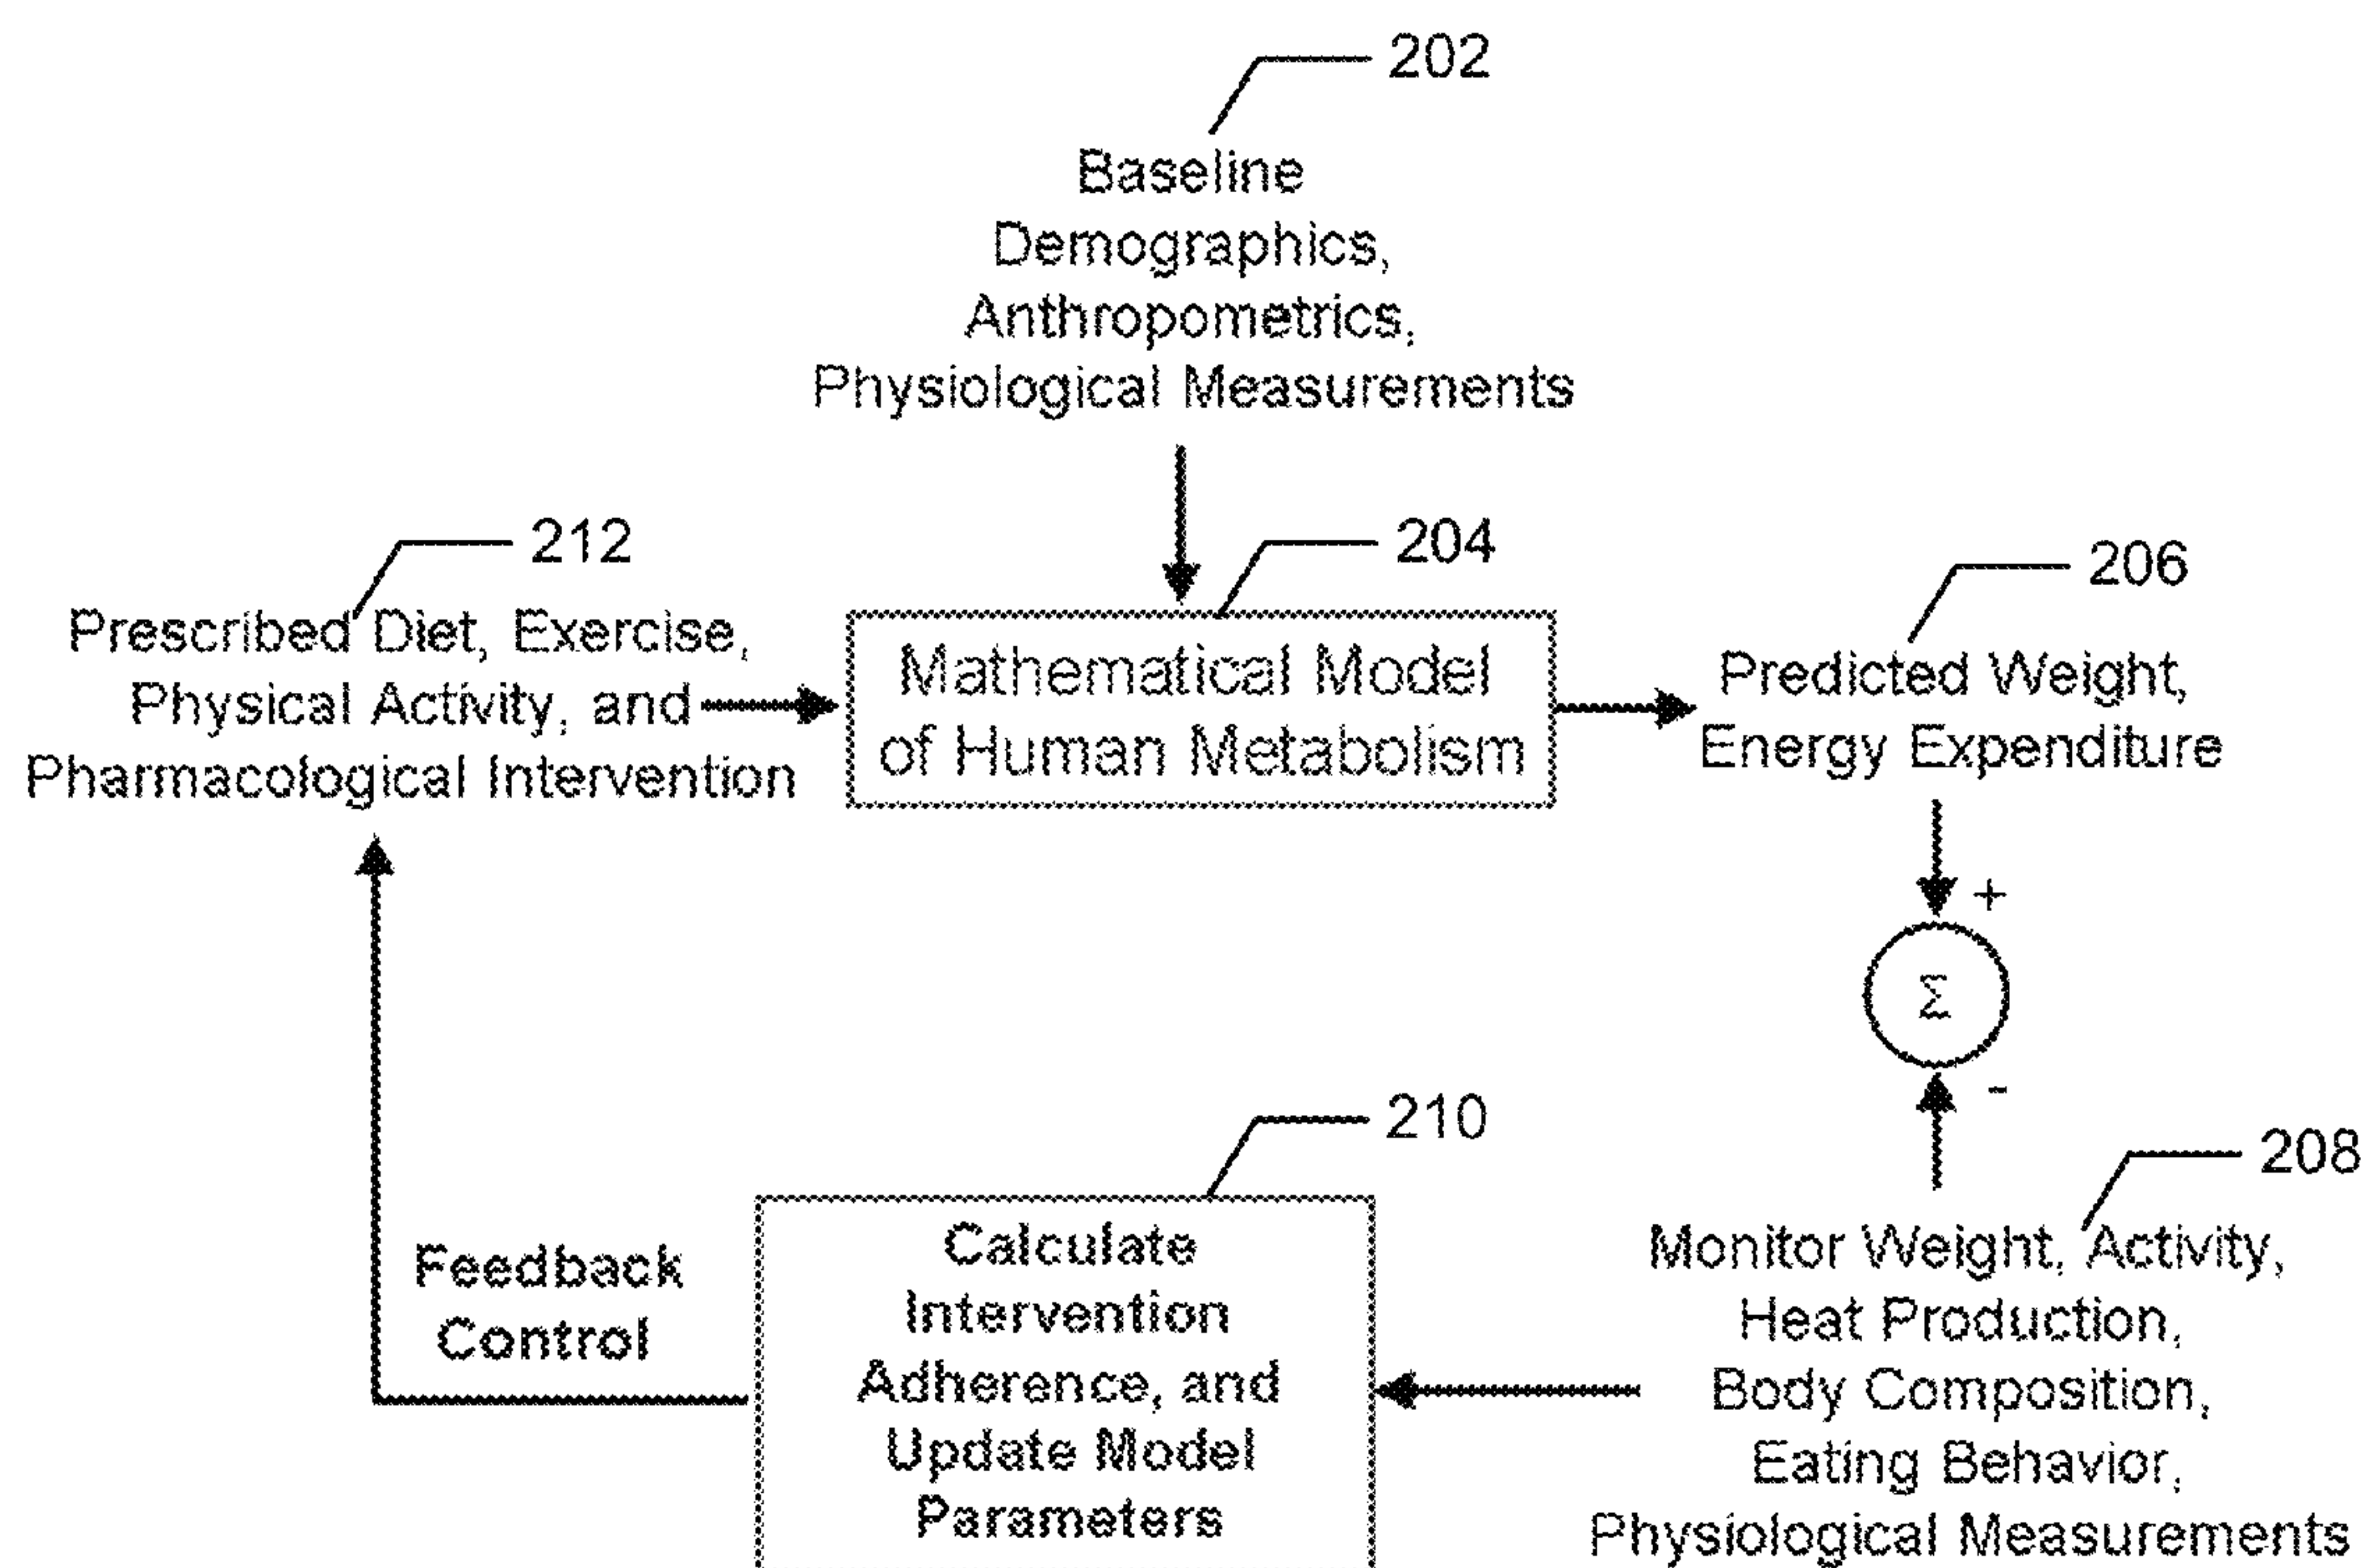 202
Baseline
Demographics,
Anthropometrics,
Physiological Measurements
212
Prescribed Diet, Exercise,
Physical Activity, and
Pharmacological Intervention
204
Mathematical Model
of Human Metabolism
206
Predicted Weight,
Energy Expenditure
+
Σ
-
208
Monitor Weight, Activity,
Heat Production,
Body Composition,
Eating Behavior,
Physiological Measurements
210
Calculate
Intervention
Adherence, and
Update Model
Parameters
Feedback
Control